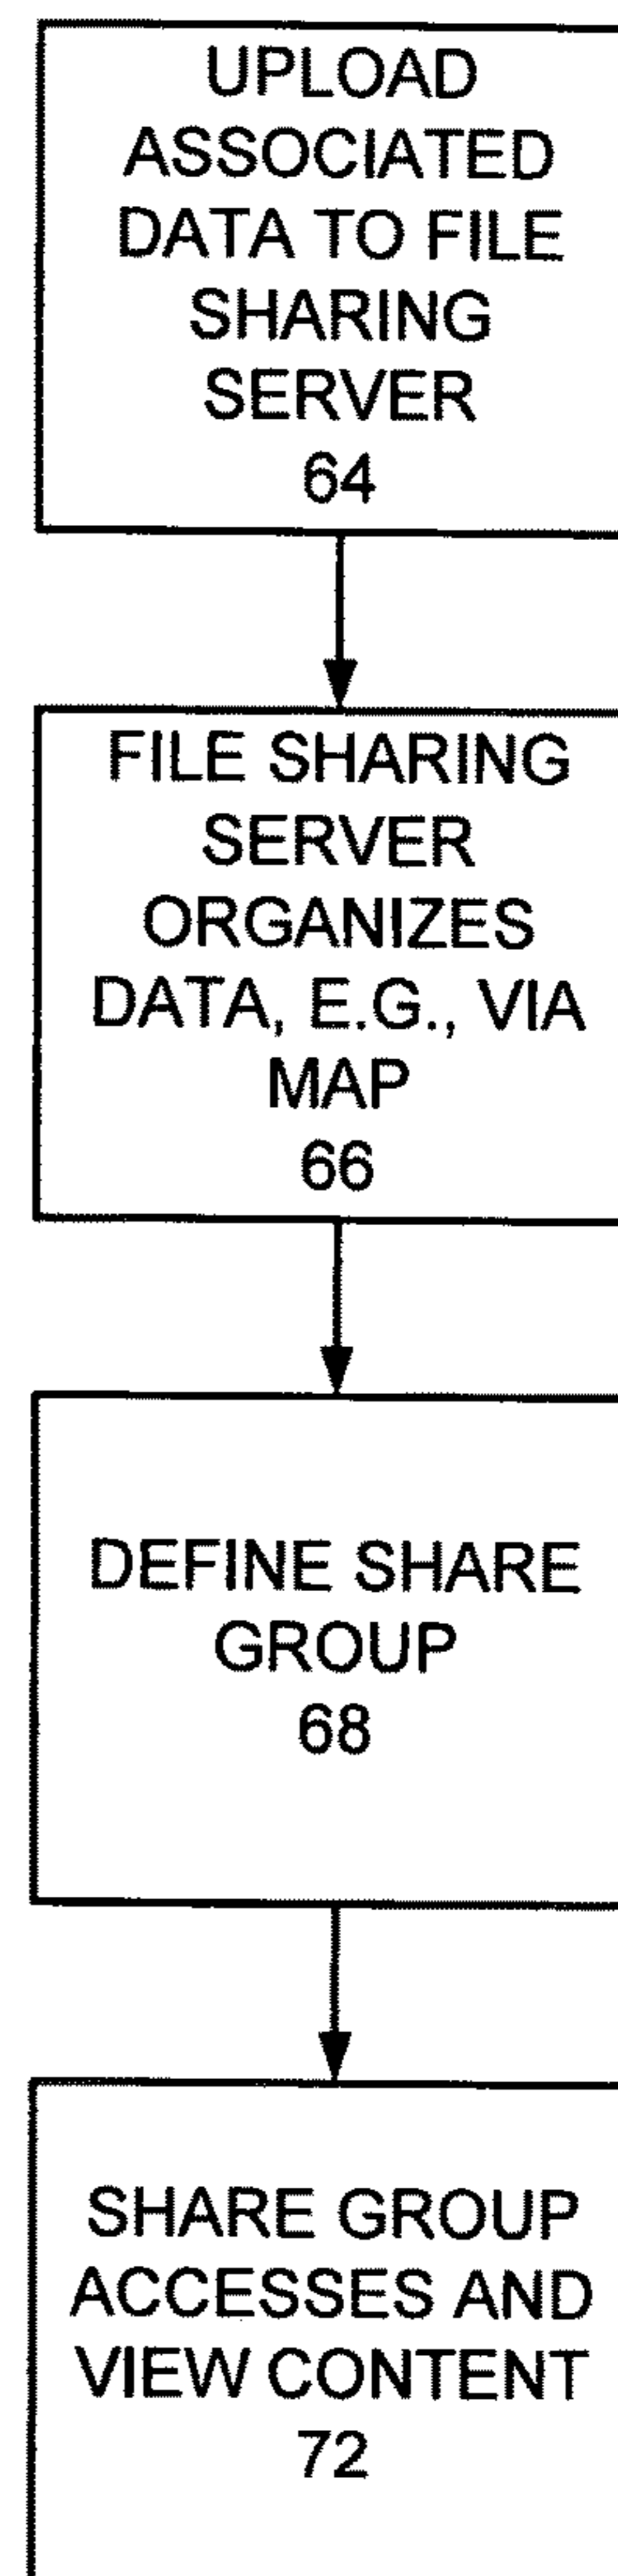 UPLOAD
ASSOCIATED
DATA TO FILE
SHARING
SERVER
64
FILE SHARING
SERVER
ORGANIZES
DATA, E.G., VIA
MAP
66
DEFINE SHARE
GROUP
68
SHARE GROUP
ACCESSES AND
VIEW CONTENT
72